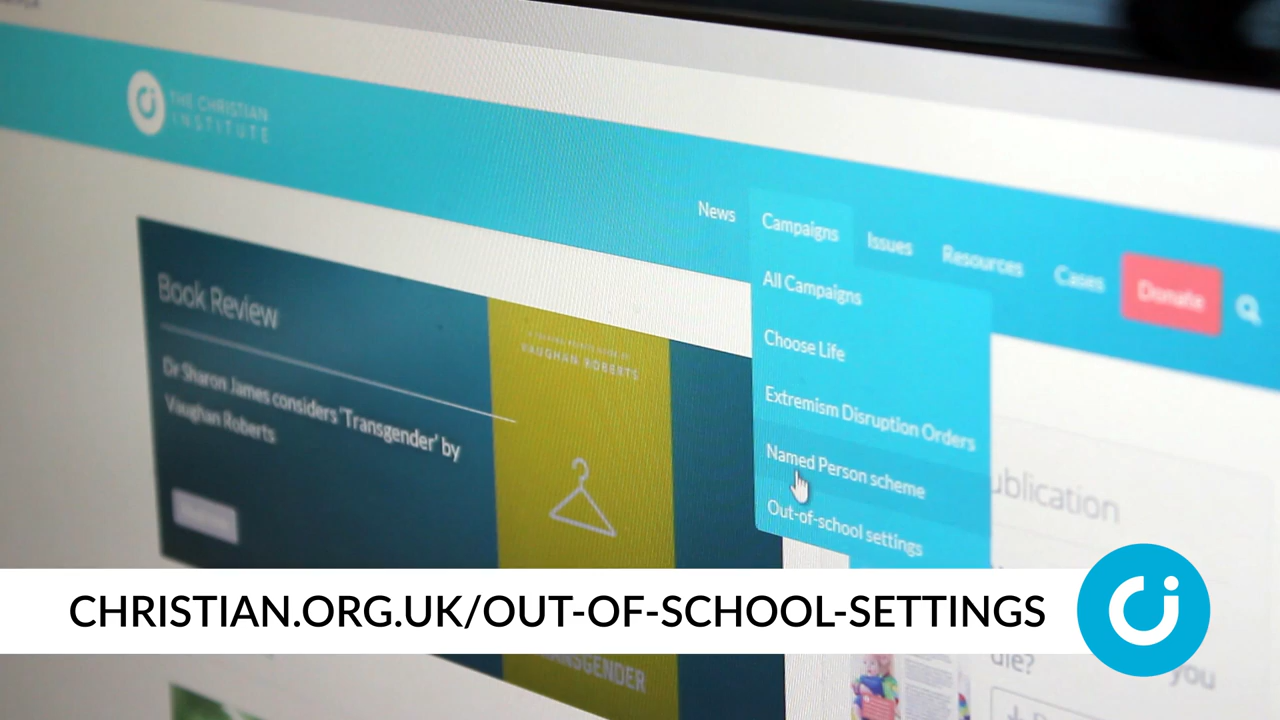 THE CHRISTIAN
INSTITUTE
News
Campaigns
Issues
Resources
Cases
Donate
All Campaigns
Choose Life
Extremism Disruption Orders
Named Person scheme
Out-of-school settings
Book Review
Dr Sharon James considers 'Transgender' by
Vaughan Roberts
VAUGHAN ROBERTS
CHRISTIAN.ORG.UK/OUT-OF-SCHOOL-SETTINGS
die?
you